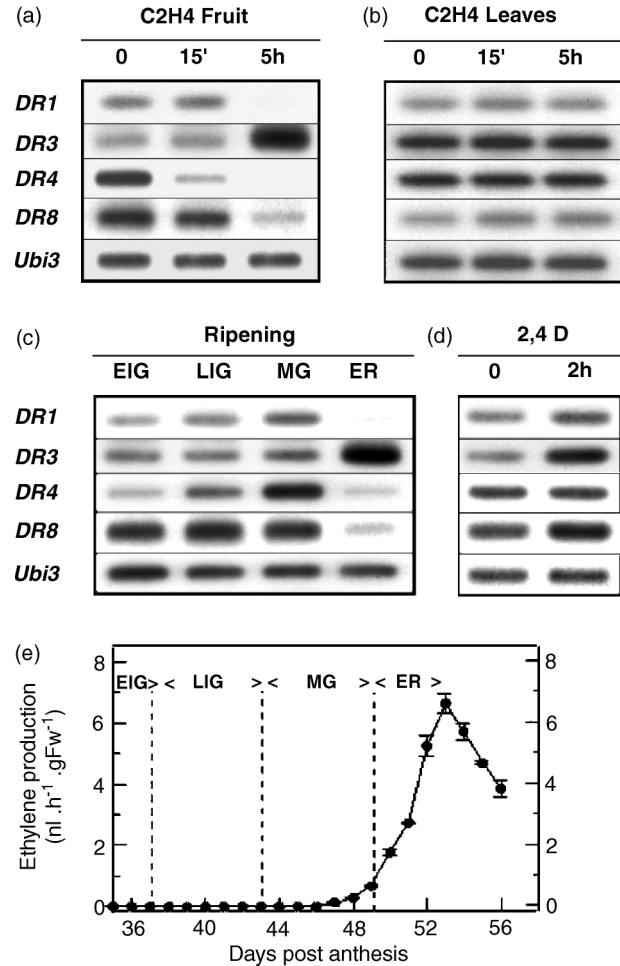 (a) C2H4 Fruit (b) C2H4 Leaves
0 15' 5h 0 15' 5h
DR1
DR3
DR4
DR8
Ubi3
(c) Ripening (d) 2,4 D
EIG LIG MG ER 0 2h
DR1
DR3
DR4
DR8
Ubi3
(e)
8 8
EIG> < LIG > < MG > < ER >
6 6
4 4
2 2
0 0
36 40 44 48 52 56
Ethylene production
(nl .h⁻¹ .gFw⁻¹)
Days post anthesis